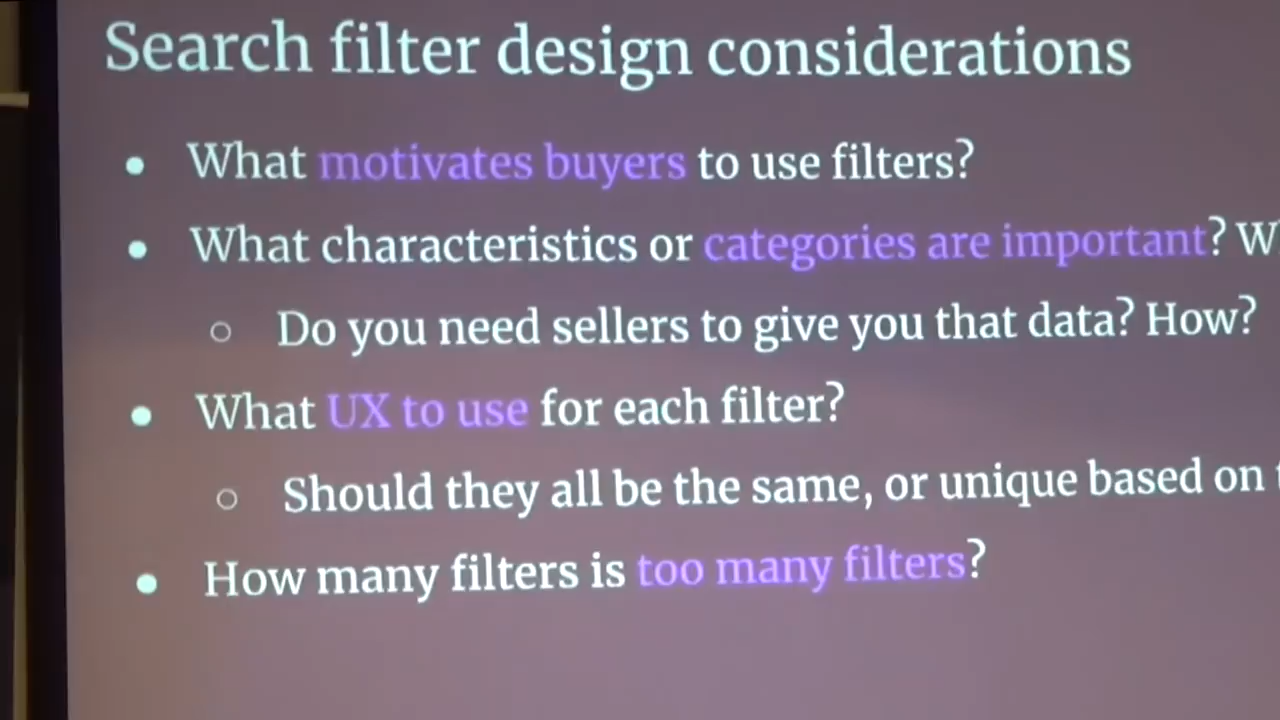 Search filter design considerations
What motivates buyers to use filters?
What characteristics or categories are important?
Do you need sellers to give you that data? How?
What UX to use for each filter?
Should they all be the same, or unique based on
How many filters is too many filters?